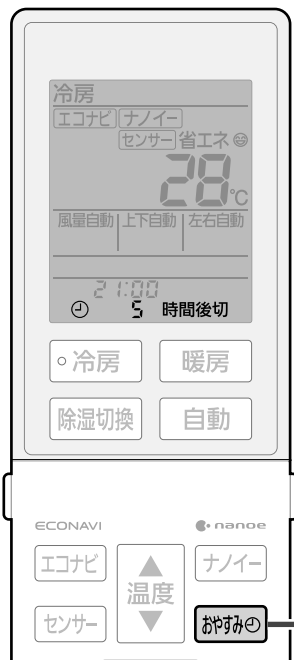 冷房
エコナビ ナノイー
センサー 省エネ
28℃
風量自動 上下自動 左右自動
21:00
5 時間後切
冷房 暖房
除湿切換 自動
ECONAVI nanoe
エコナビ 温度 ナノイー
センサー おやすみ